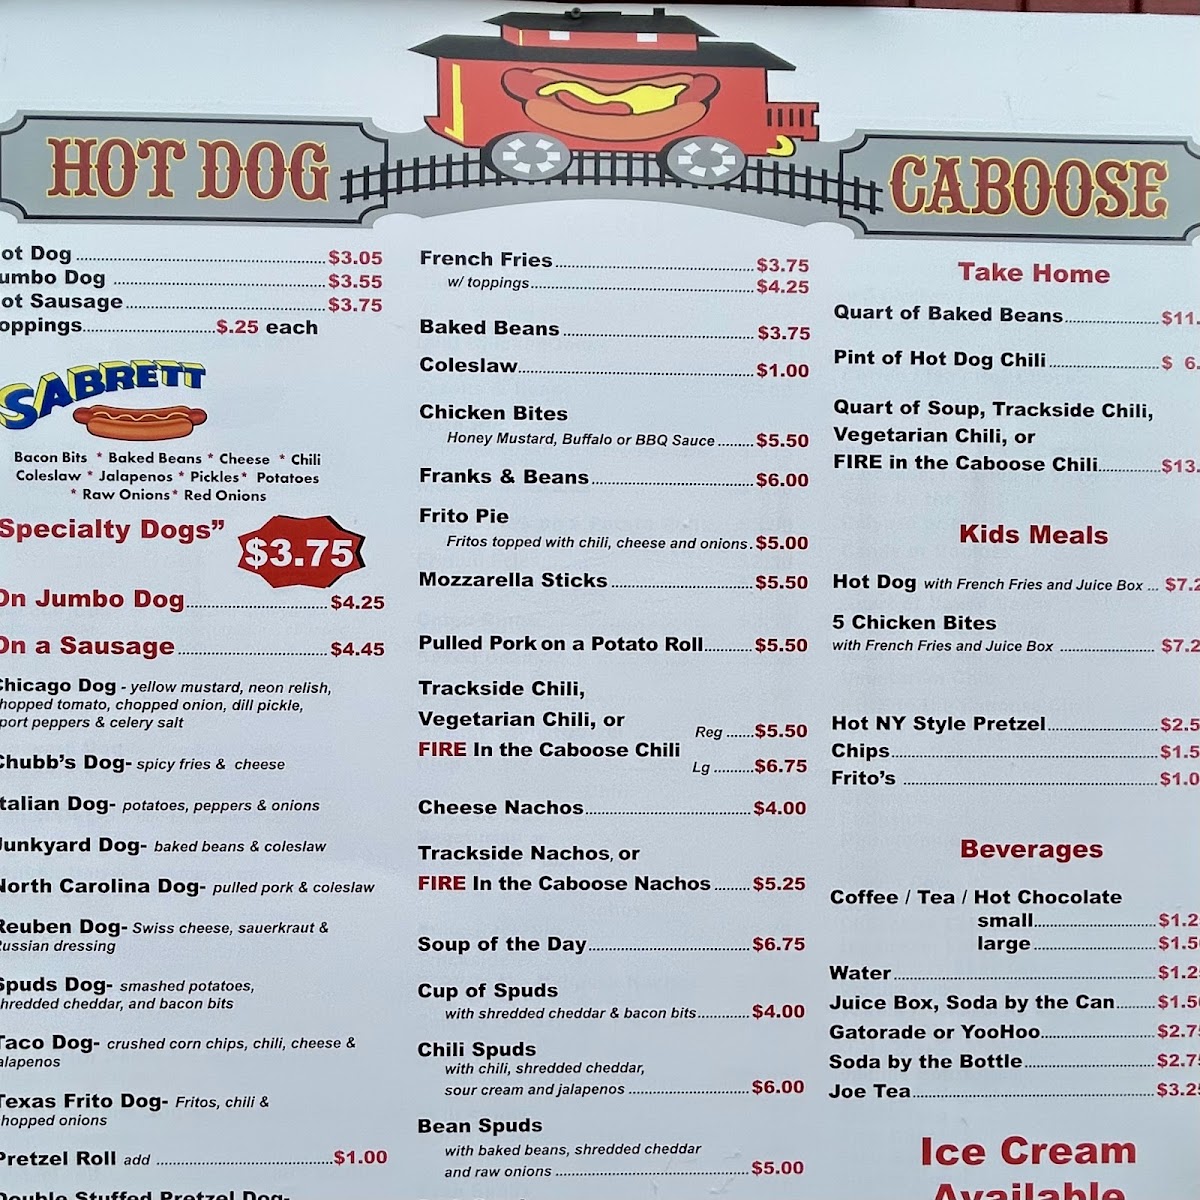 HOT DOG
CABOOSE
ot Dog $3.05
umbo Dog $3.55
ot Sausage $3.75
oppings $.25 each
SABRETT
Bacon Bits * Baked Beans * Cheese * Chili
Coleslaw * Jalapenos * Pickles * Potatoes
* Raw Onions * Red Onions
Specialty Dogs” $3.75
On Jumbo Dog $4.25
On a Sausage $4.45
Chicago Dog - yellow mustard, neon relish,
hopped tomato, chopped onion, dill pickle,
port peppers & celery salt
Chubb's Dog- spicy fries & cheese
talian Dog- potatoes, peppers & onions
Junkyard Dog- baked beans & coleslaw
North Carolina Dog- pulled pork & coleslaw
Reuben Dog- Swiss cheese, sauerkraut &
Russian dressing
Spuds Dog- smashed potatoes,
hredded cheddar, and bacon bits
Taco Dog- crushed corn chips, chili, cheese &
alapenos
Texas Frito Dog- Fritos, chili &
hopped onions
Pretzel Roll add $1.00
Double Stuffed Pretzel Dog-
French Fries $3.75
w/ toppings $4.25
Baked Beans $3.75
Coleslaw $1.00
Chicken Bites
Honey Mustard, Buffalo or BBQ Sauce $5.50
Franks & Beans $6.00
Frito Pie
Fritos topped with chili, cheese and onions. $5.00
Mozzarella Sticks $5.50
Pulled Pork on a Potato Roll $5.50
Trackside Chili,
Vegetarian Chili, or Reg $5.50
FIRE In the Caboose Chili Lg $6.75
Cheese Nachos $4.00
Trackside Nachos, or
FIRE In the Caboose Nachos $5.25
Soup of the Day $6.75
Cup of Spuds
with shredded cheddar & bacon bits $4.00
Chili Spuds
with chili, shredded cheddar,
sour cream and jalapenos $6.00
Bean Spuds
with baked beans, shredded cheddar
and raw onions $5.00
Take Home
Quart of Baked Beans $11.
Pint of Hot Dog Chili $ 6.
Quart of Soup, Trackside Chili,
Vegetarian Chili, or
FIRE in the Caboose Chili $13.
Kids Meals
Hot Dog with French Fries and Juice Box ... $7.2
5 Chicken Bites
with French Fries and Juice Box $7.2
Hot NY Style Pretzel $2.5
Chips $1.5
Frito's $1.0
Beverages
Coffee / Tea / Hot Chocolate
small $1.2
large $1.5
Water $1.25
Juice Box, Soda by the Can $1.50
Gatorade or YooHoo $2.75
Soda by the Bottle $2.75
Joe Tea $3.25
Ice Cream
Available